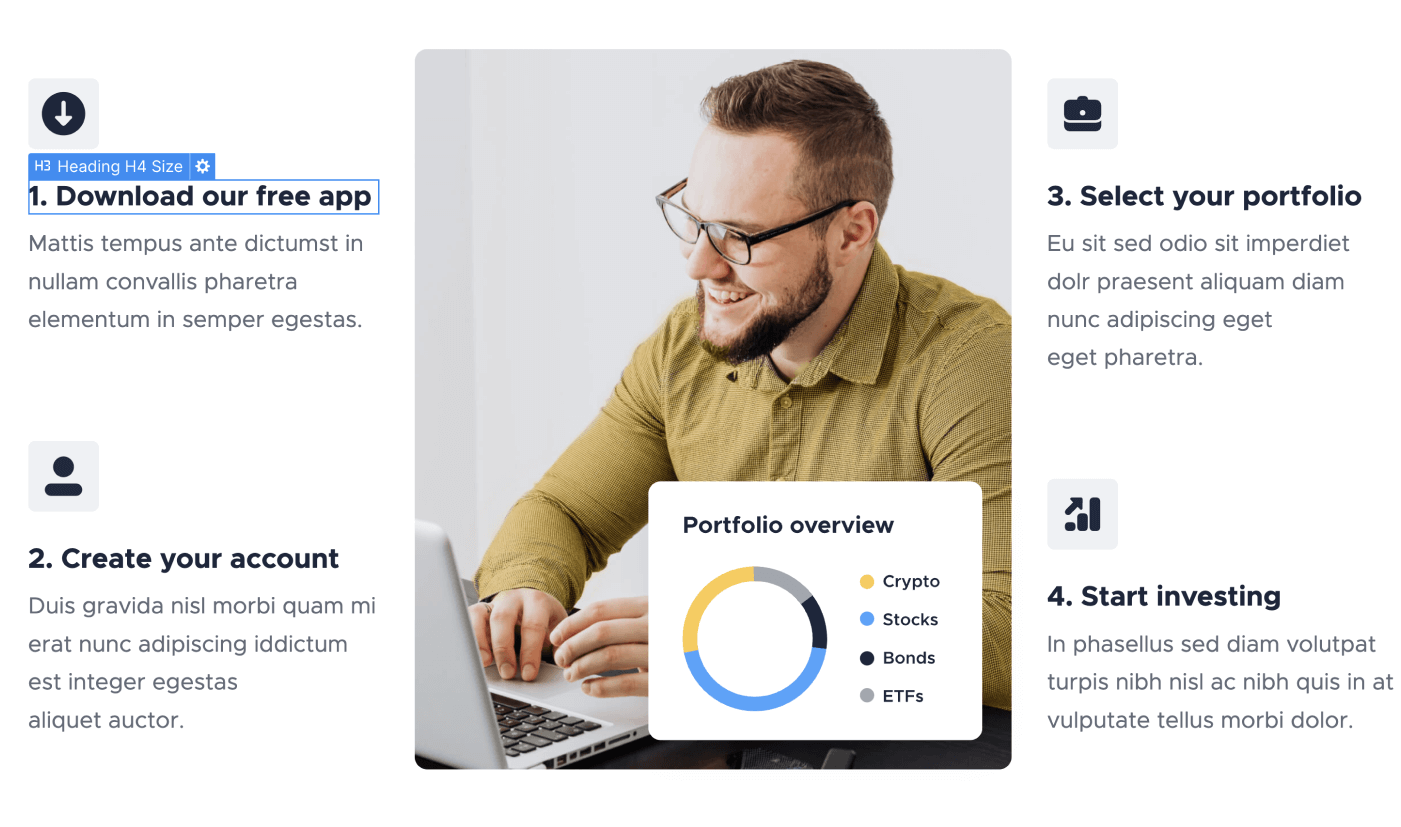 H3 Heading H4 Size
1. Download our free app
Mattis tempus ante dictumst in
nullam convallis pharetra
elementum in semper egestas.
2. Create your account
Duis gravida nisl morbi quam mi
erat nunc adipiscing iddictum
est integer egestas
aliquet auctor.
Portfolio overview
Crypto
Stocks
Bonds
ETFs
3. Select your portfolio
Eu sit sed odio sit imperdiet
dolr praesent aliquam diam
nunc adipiscing eget
eget pharetra.
4. Start investing
In phasellus sed diam volutpat
turpis nibh nisl ac nibh quis in at
vulputate tellus morbi dolor.